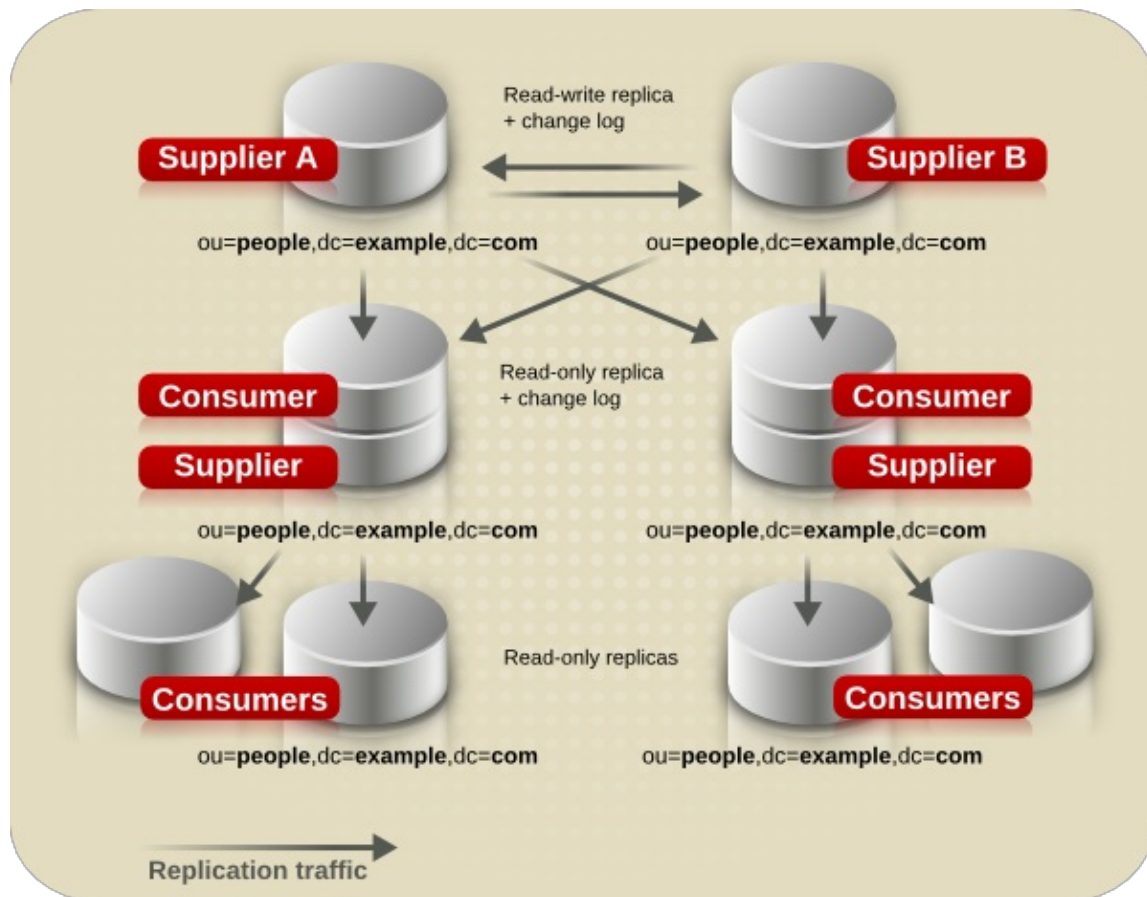 Read-write replica
+ change log
Supplier A
Supplier B
ou=people,dc=example,dc=com
ou=people,dc=example,dc=com
Read-only replica
+ change log
Consumer
Consumer
Supplier
Supplier
ou=people,dc=example,dc=com
ou=people,dc=example,dc=com
Read-only replicas
Consumers
Consumers
ou=people,dc=example,dc=com
ou=people,dc=example,dc=com
Replication traffic